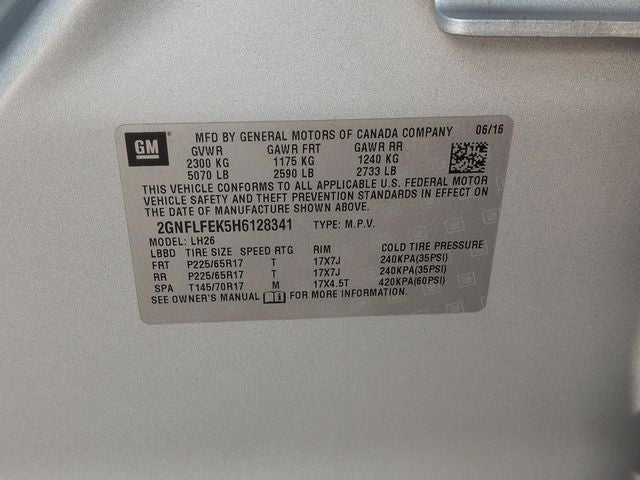 GM MFD BY GENERAL MOTORS OF CANADA COMPANY 06/16
GVWR GAWR FRT GAWR RR
2300 KG 1175 KG 1240 KG
5070 LB 2590 LB 2733 LB
THIS VEHICLE CONFORMS TO ALL APPLICABLE U.S. FEDERAL MOTOR
VEHICLE SAFETY AND THEFT PREVENTION STANDARDS IN EFFECT ON
THE DATE OF MANUFACTURE SHOWN ABOVE.
2GNFLFEK5H6128341 TYPE: M.P.V.
MODEL: LH26
LBBD TIRE SIZE SPEED RTG RIM COLD TIRE PRESSURE
FRT P225/65R17 T 17X7J 240KPA(35PSI)
RR P225/65R17 T 17X7J 240KPA(35PSI)
SPA T145/70R17 M 17X4.5T 420KPA(60PSI)
SEE OWNER'S MANUAL FOR MORE INFORMATION.